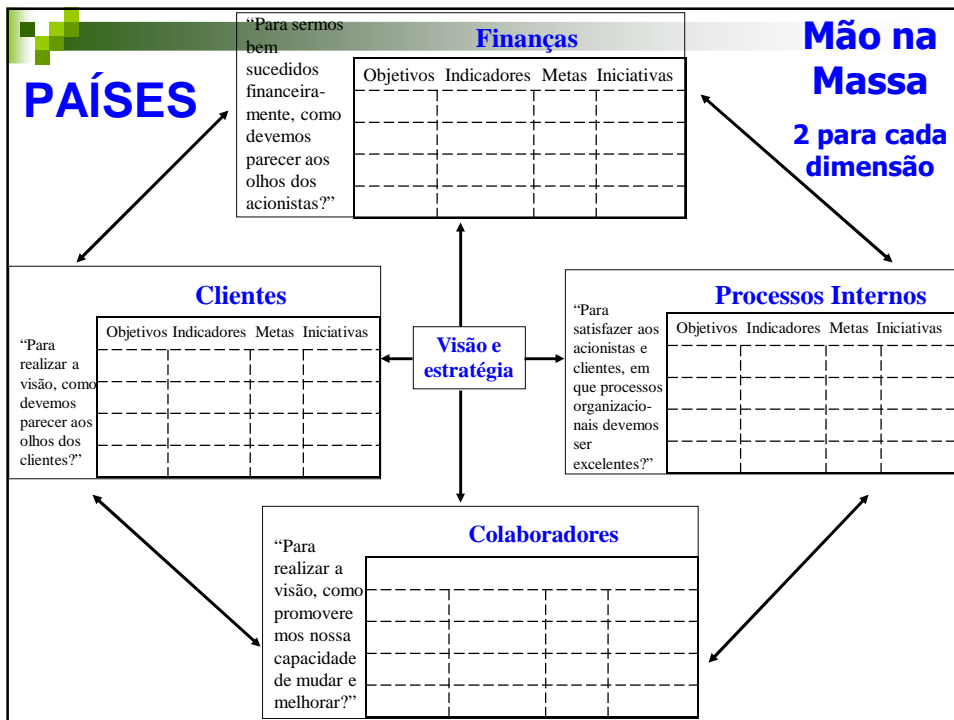 PAÍSES
“Para sermos
bem
sucedidos
financeira-
mente, como
devemos
parecer aos
olhos dos
acionistas?”
Finanças
Objetivos Indicadores Metas Iniciativas
Mão na
Massa
2 para cada
dimensão
Clientes
“Para
realizar a
visão, como
devemos
parecer aos
olhos dos
clientes?”
Objetivos Indicadores Metas Iniciativas
Visão e
estratégia
Processos Internos
“Para
satisfazer aos
acionistas e
clientes, em
que processos
organizacio-
nais devemos
ser
excelentes?”
Objetivos Indicadores Metas Iniciativas
Colaboradores
“Para
realizar a
visão, como
promovere
mos nossa
capacidade
de mudar e
melhorar?”